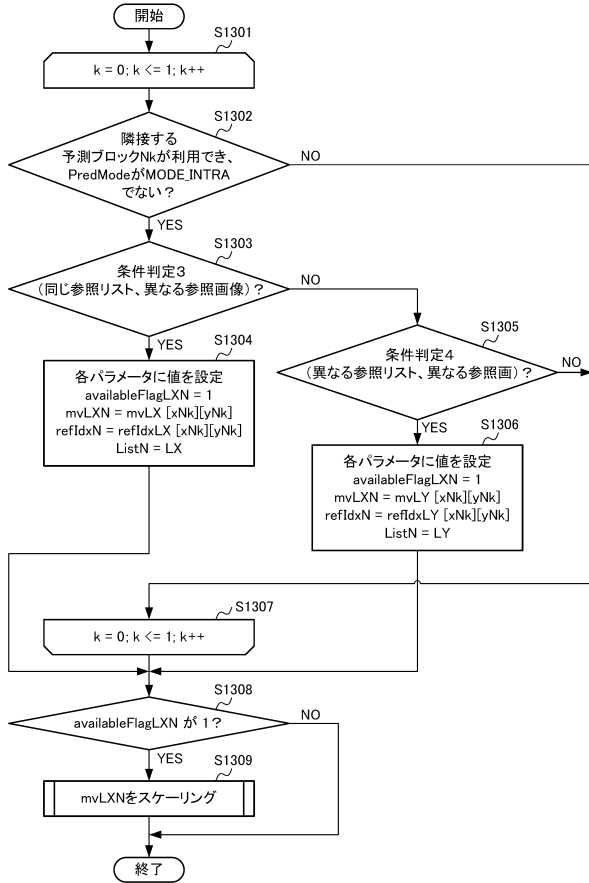 開始
S1301
k = 0; k <= 1; k++
S1302
隣接する
予測ブロックNkが利用でき、
PredModeがMODE_INTRA
でない？
NO
YES
S1303
条件判定3
（同じ参照リスト、異なる参照画像）？
NO
YES
S1304
各パラメータに値を設定
availableFlagLXN = 1
mvLXN = mvLX [xNk][yNk]
refIdxN = refIdxLX [xNk][yNk]
ListN = LX
S1305
条件判定4
（異なる参照リスト、異なる参照画）？
NO
YES
S1306
各パラメータに値を設定
availableFlagLXN = 1
mvLXN = mvLY [xNk][yNk]
refIdxN = refIdxLY [xNk][yNk]
ListN = LY
S1307
k = 0; k <= 1; k++
S1308
availableFlagLXN が 1？
NO
YES
S1309
mvLXNをスケーリング
終了